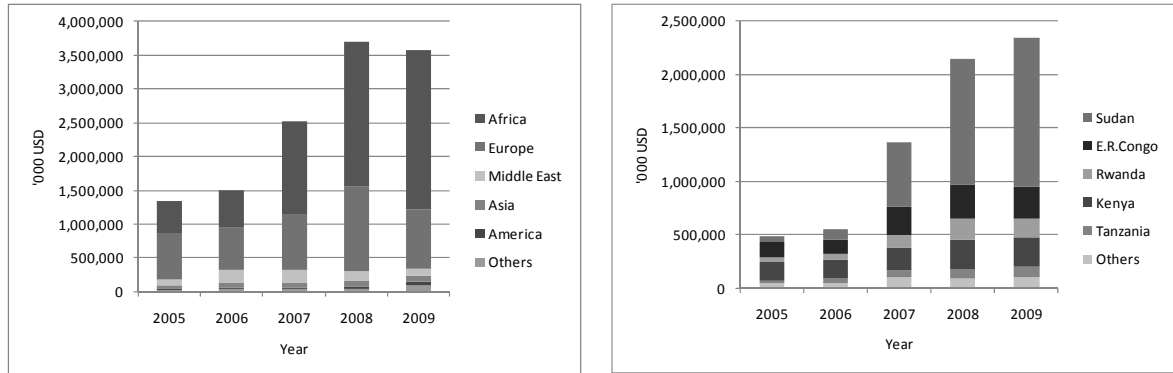 4,000,000
3,500,000
3,000,000
2,500,000
2,000,000
1,500,000
1,000,000
500,000
0
'000 USD
2005 2006 2007 2008 2009
Year
Africa
Europe
Middle East
Asia
America
Others
2,500,000
2,000,000
1,500,000
1,000,000
500,000
0
'000 USD
2005 2006 2007 2008 2009
Year
Sudan
E.R.Congo
Rwanda
Kenya
Tanzania
Others